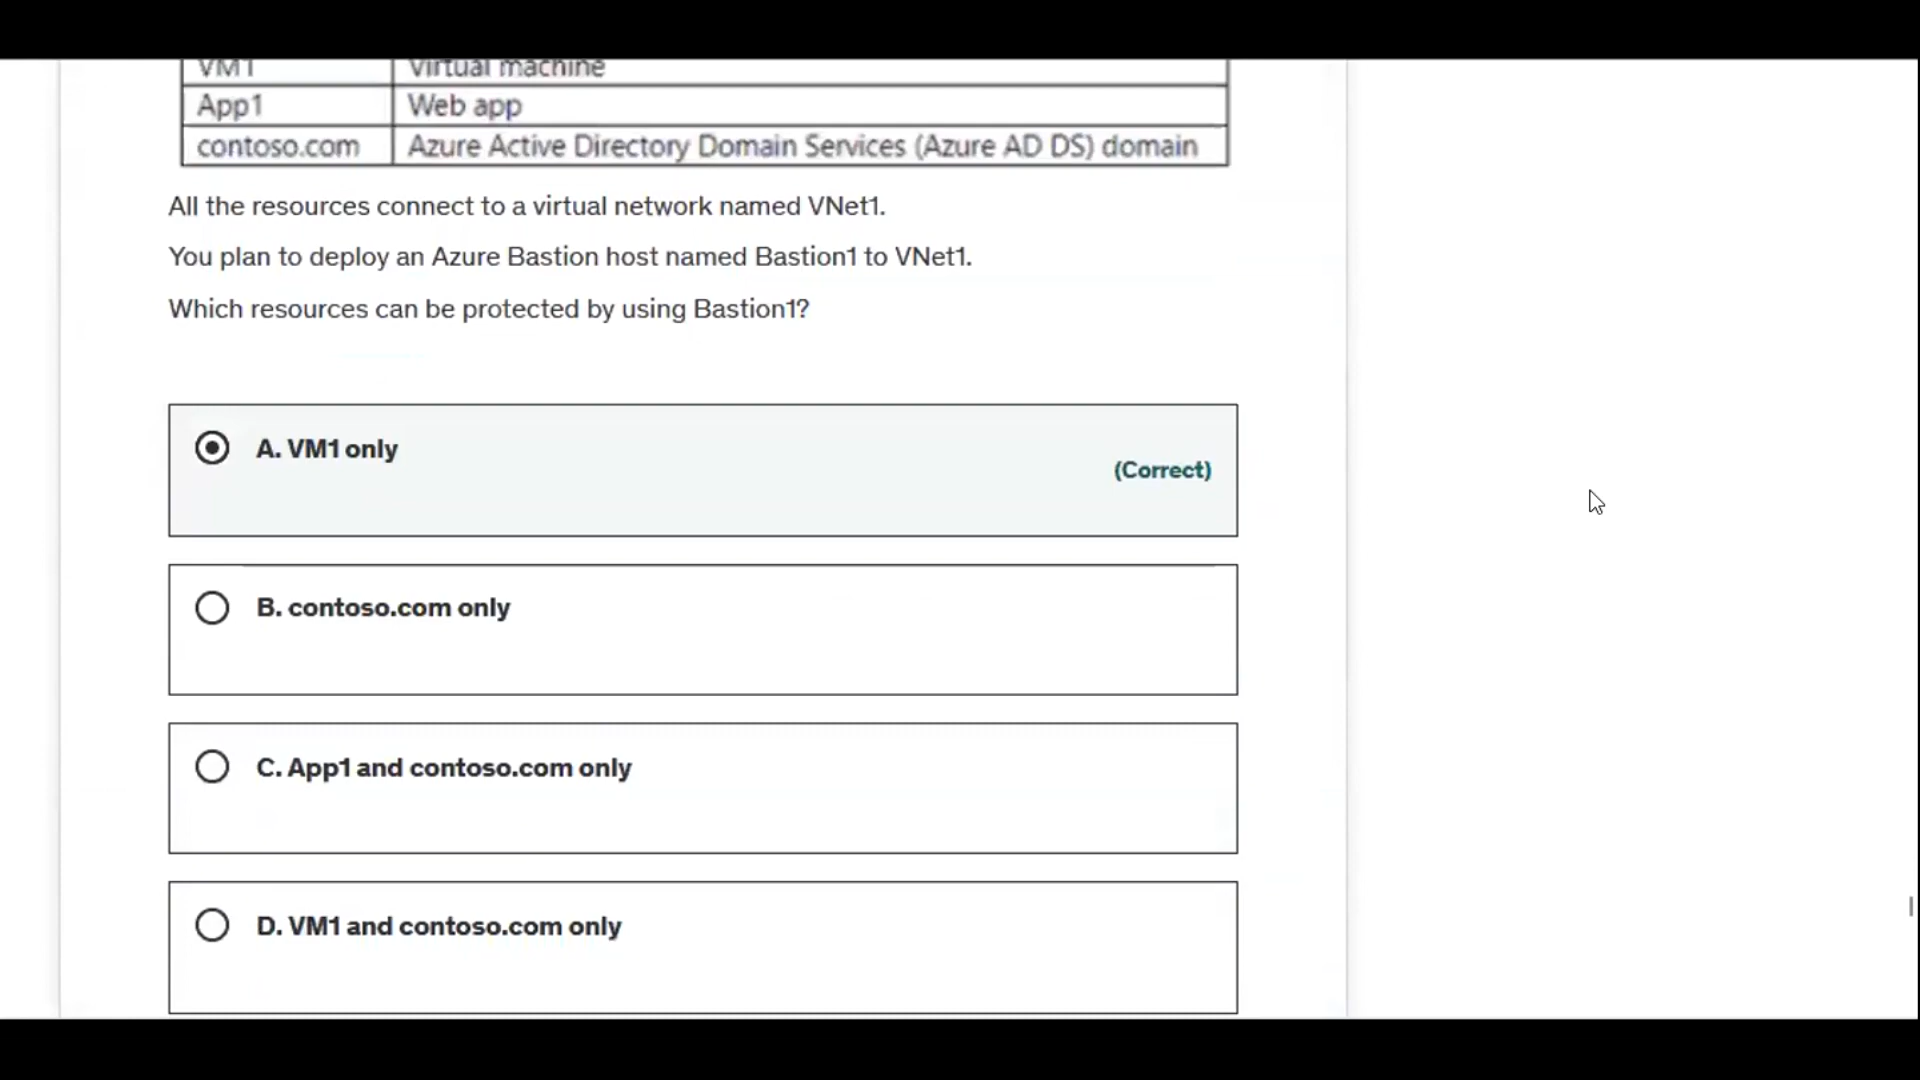 VM1 Virtual machine
App1 Web app
contoso.com Azure Active Directory Domain Services (Azure AD DS) domain
All the resources connect to a virtual network named VNet1.
You plan to deploy an Azure Bastion host named Bastion1 to VNet1.
Which resources can be protected by using Bastion1?
A. VM1 only
(Correct)
B. contoso.com only
C. App1 and contoso.com only
D. VM1 and contoso.com only